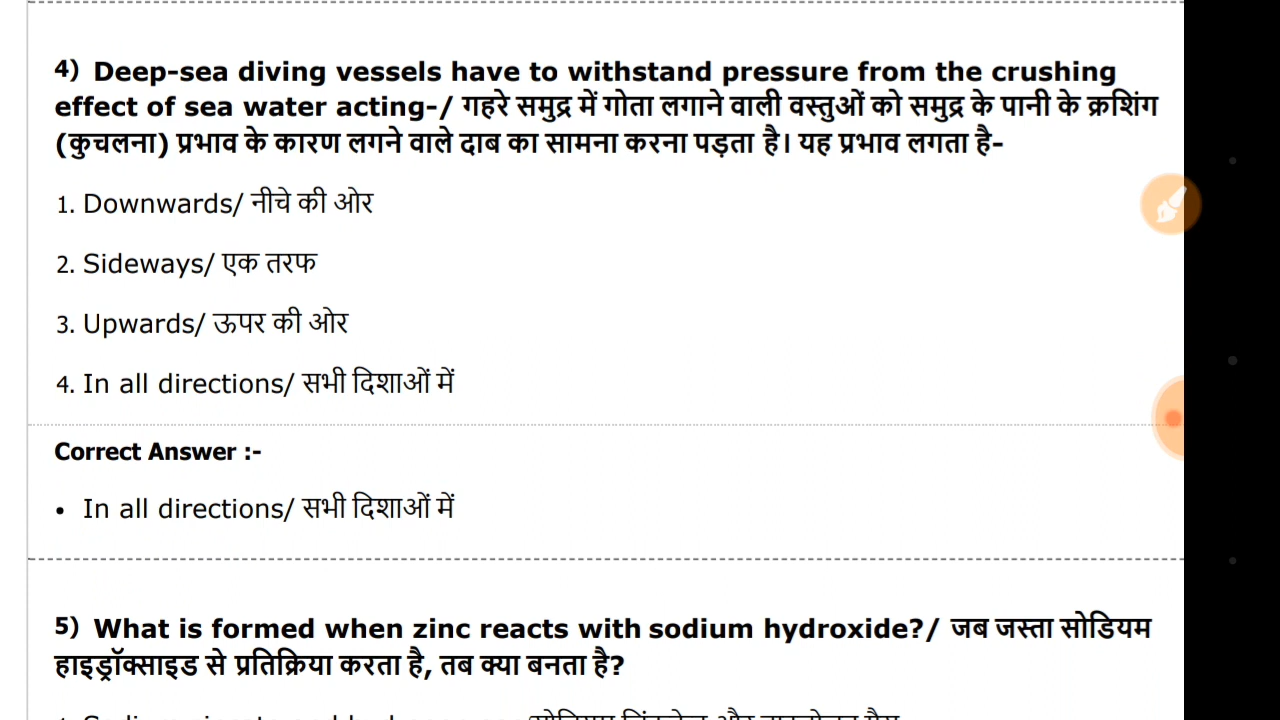 4) Deep-sea diving vessels have to withstand pressure from the crushing
effect of sea water acting-/ गहरे समुद्र में गोता लगाने वाली वस्तुओं को समुद्र के पानी के क्रशिंग
(कुचलना) प्रभाव के कारण लगने वाले दाब का सामना करना पड़ता है। यह प्रभाव लगता है-
1. Downwards/ नीचे की ओर
2. Sideways/ एक तरफ
3. Upwards/ ऊपर की ओर
4. In all directions/ सभी दिशाओं में
Correct Answer :-
• In all directions/ सभी दिशाओं में
5) What is formed when zinc reacts with sodium hydroxide?/ जब जस्ता सोडियम
हाइड्रॉक्साइड से प्रतिक्रिया करता है, तब क्या बनता है?